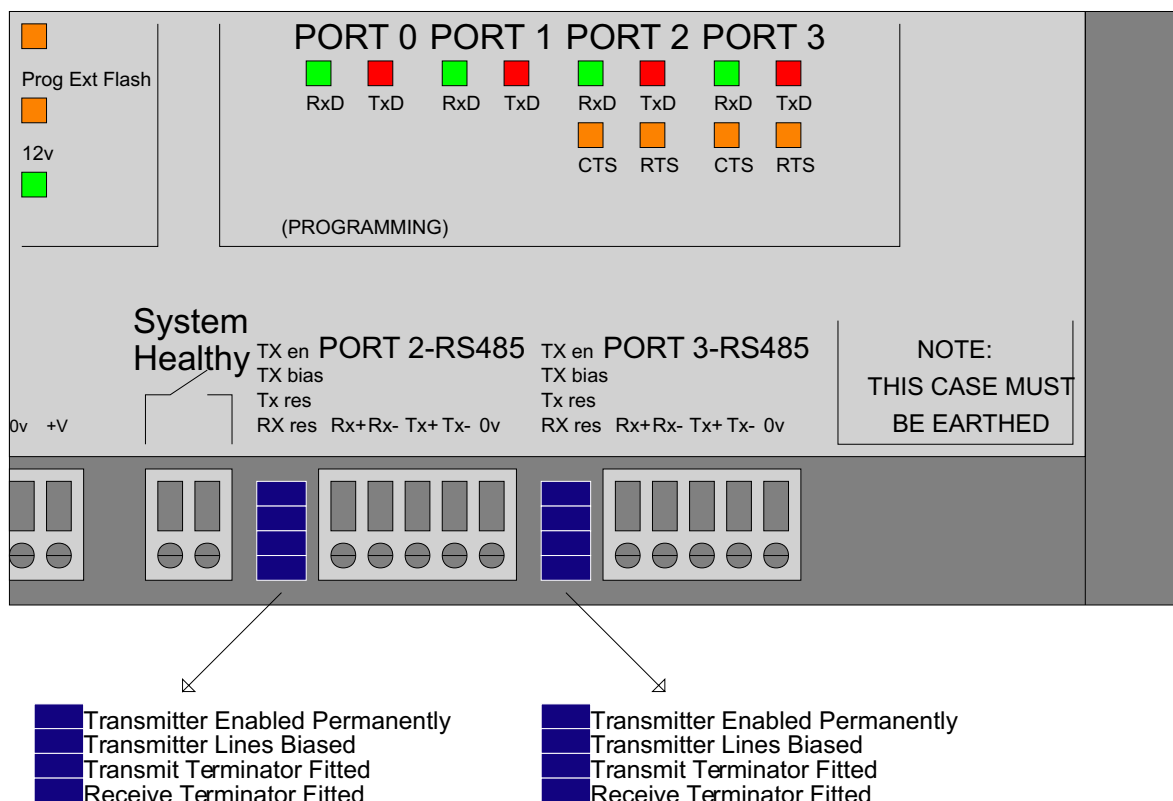 PORT 0 PORT 1 PORT 2 PORT 3
Prog Ext Flash
RxD TxD RxD TxD RxD TxD RxD TxD
12v
CTS RTS CTS RTS
(PROGRAMMING)
System
Healthy
TX en PORT 2-RS485
TX bias
Tx res
RX res Rx+ Rx- Tx+ Tx- 0v
TX en PORT 3-RS485
TX bias
Tx res
RX res Rx+ Rx- Tx+ Tx- 0v
NOTE:
THIS CASE MUST
BE EARTHED
0v +V
Transmitter Enabled Permanently
Transmitter Lines Biased
Transmit Terminator Fitted
Receive Terminator Fitted
Transmitter Enabled Permanently
Transmitter Lines Biased
Transmit Terminator Fitted
Receive Terminator Fitted